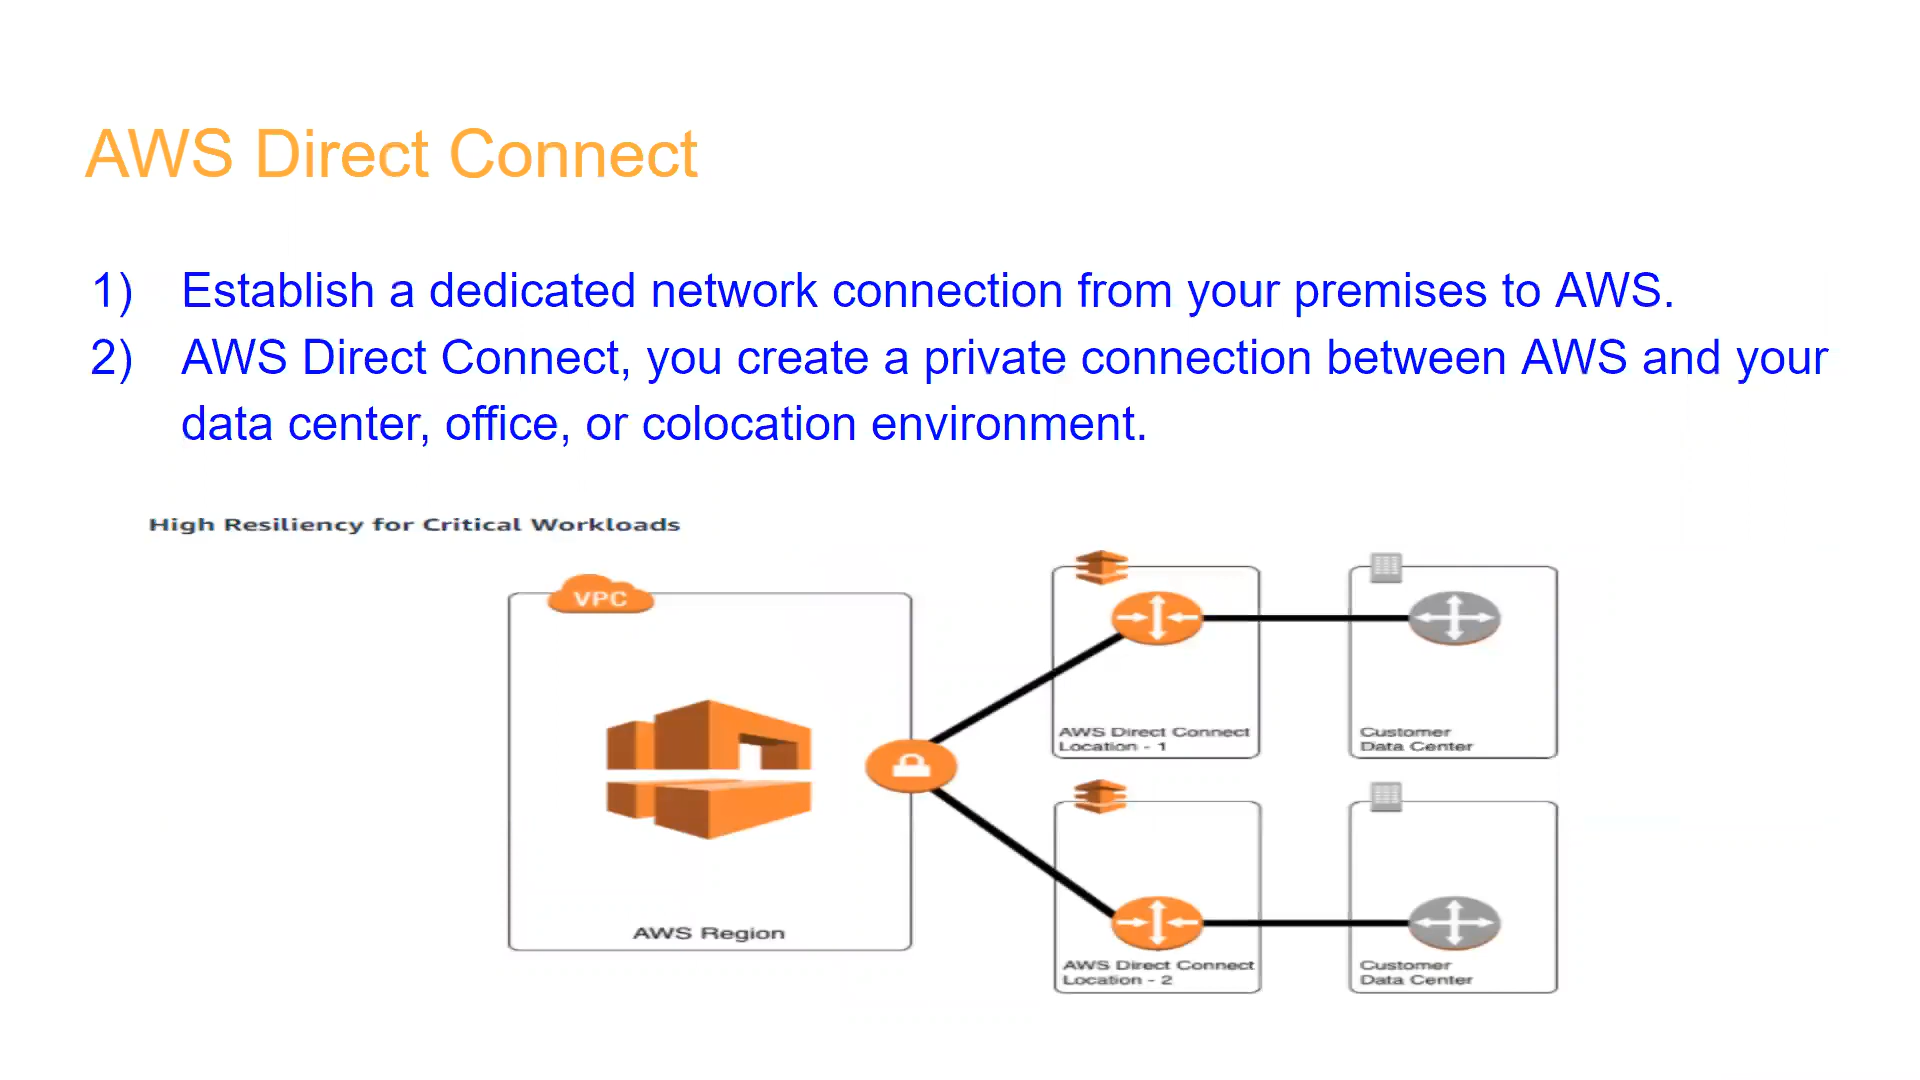 AWS Direct Connect
1) Establish a dedicated network connection from your premises to AWS.
2) AWS Direct Connect, you create a private connection between AWS and your
data center, office, or colocation environment.
High Resiliency for Critical Workloads
VPC
AWS Region
AWS Direct Connect
Location - 1
Customer
Data Center
AWS Direct Connect
Location - 2
Customer
Data Center